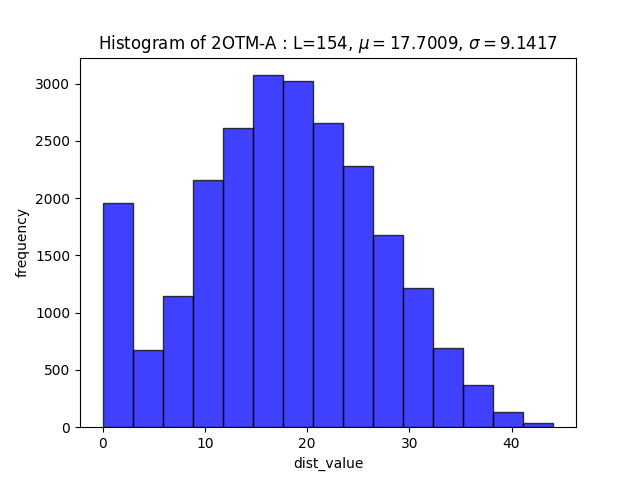 Histogram of 2OTM-A : L=154, μ = 17.7009, σ = 9.1417
3000
2500
2000
1500
1000
500
0
frequency
0 10 20 30 40
dist_value